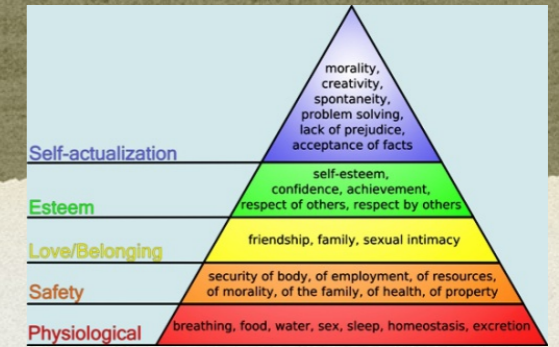 morality,
creativity,
spontaneity,
problem solving,
lack of prejudice,
acceptance of facts
Self-actualization
self-esteem,
confidence, achievement,
respect of others, respect by others
Esteem
friendship, family, sexual intimacy
Love/Belonging
security of body, of employment, of resources,
of morality, of the family, of health, of property
Safety
breathing, food, water, sex, sleep, homeostasis, excretion
Physiological